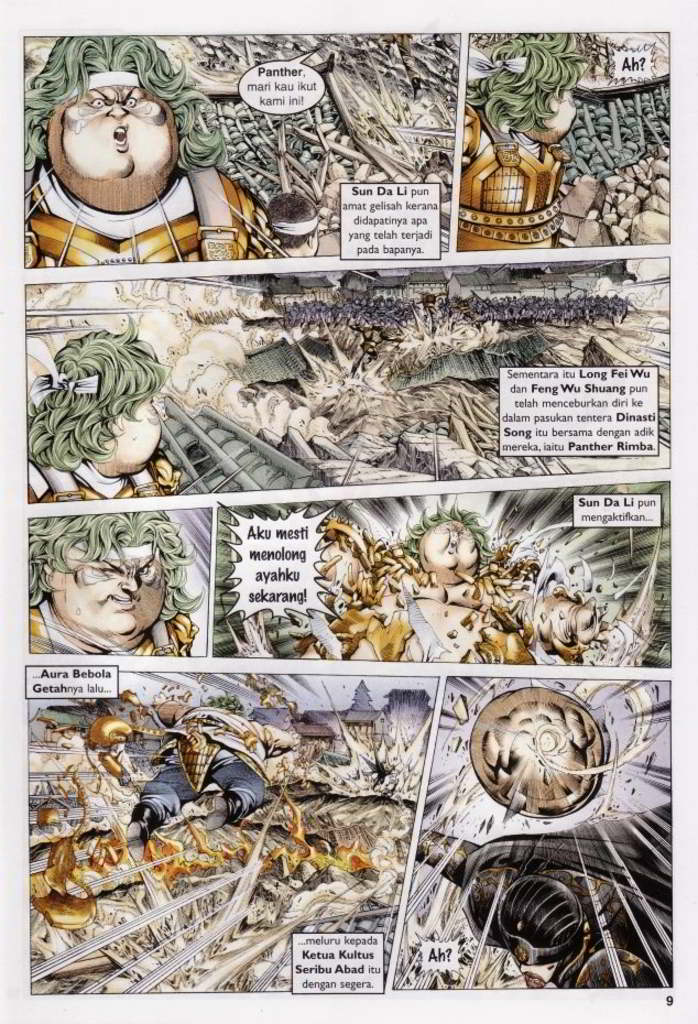 Panther,
mari kau ikut
kami ini!
Sun Da Li pun
amat gelisah kerana
didapatinya apa
yang telah terjadi
pada bapanya.
Ah?
Sementara itu Long Fei Wu
dan Feng Wu Shuang pun
telah menceburkan diri ke
dalam pasukan tentera Dinasti
Song itu bersama dengan adik
mereka, iaitu Panther Rimba.
Aku mesti
menolong
ayahku
sekarang!
Sun Da Li pun
mengaktifkan...
...Aura Bebola
Getahnya lalu...
...meluru kepada
Ketua Kultus
Seribu Abad itu
dengan segera.
Ah?
9